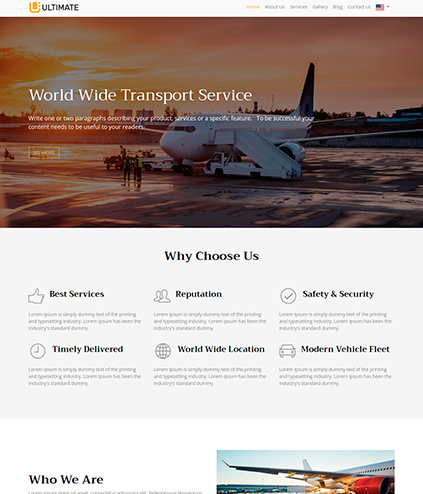 ULTIMATE
Home About Us Services Gallery Blog Contact us
World Wide Transport Service
Write one or two paragraphs describing your product, services or a specific feature. To be successful your
content needs to be useful to your readers.
SEE MORE
Why Choose Us
Best Services
Lorem Ipsum is simply dummy text of the printing
and typesetting industry. Lorem Ipsum has been the
industry's standard dummy.
Reputation
Lorem Ipsum is simply dummy text of the printing
and typesetting industry. Lorem Ipsum has been the
industry's standard dummy.
Safety & Security
Lorem Ipsum is simply dummy text of the printing
and typesetting industry. Lorem Ipsum has been the
industry's standard dummy.
Timely Delivered
Lorem Ipsum is simply dummy text of the printing
and typesetting industry. Lorem Ipsum has been the
industry's standard dummy.
World Wide Location
Lorem Ipsum is simply dummy text of the printing
and typesetting industry. Lorem Ipsum has been the
industry's standard dummy.
Modern Vehicle Fleet
Lorem Ipsum is simply dummy text of the printing
and typesetting industry. Lorem Ipsum has been the
industry's standard dummy.
Who We Are